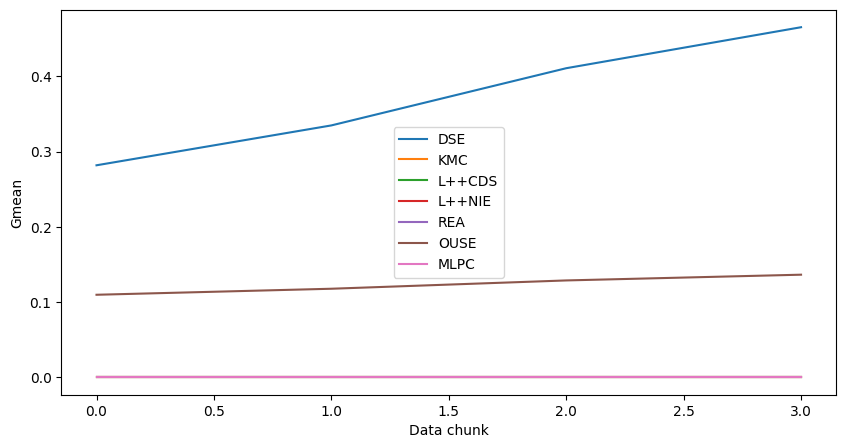 Gmean
0.4
0.3
0.2
0.1
0.0
DSE
KMC
L++CDS
L++NIE
REA
OUSE
MLPC
0.0 0.5 1.0 1.5 2.0 2.5 3.0
Data chunk